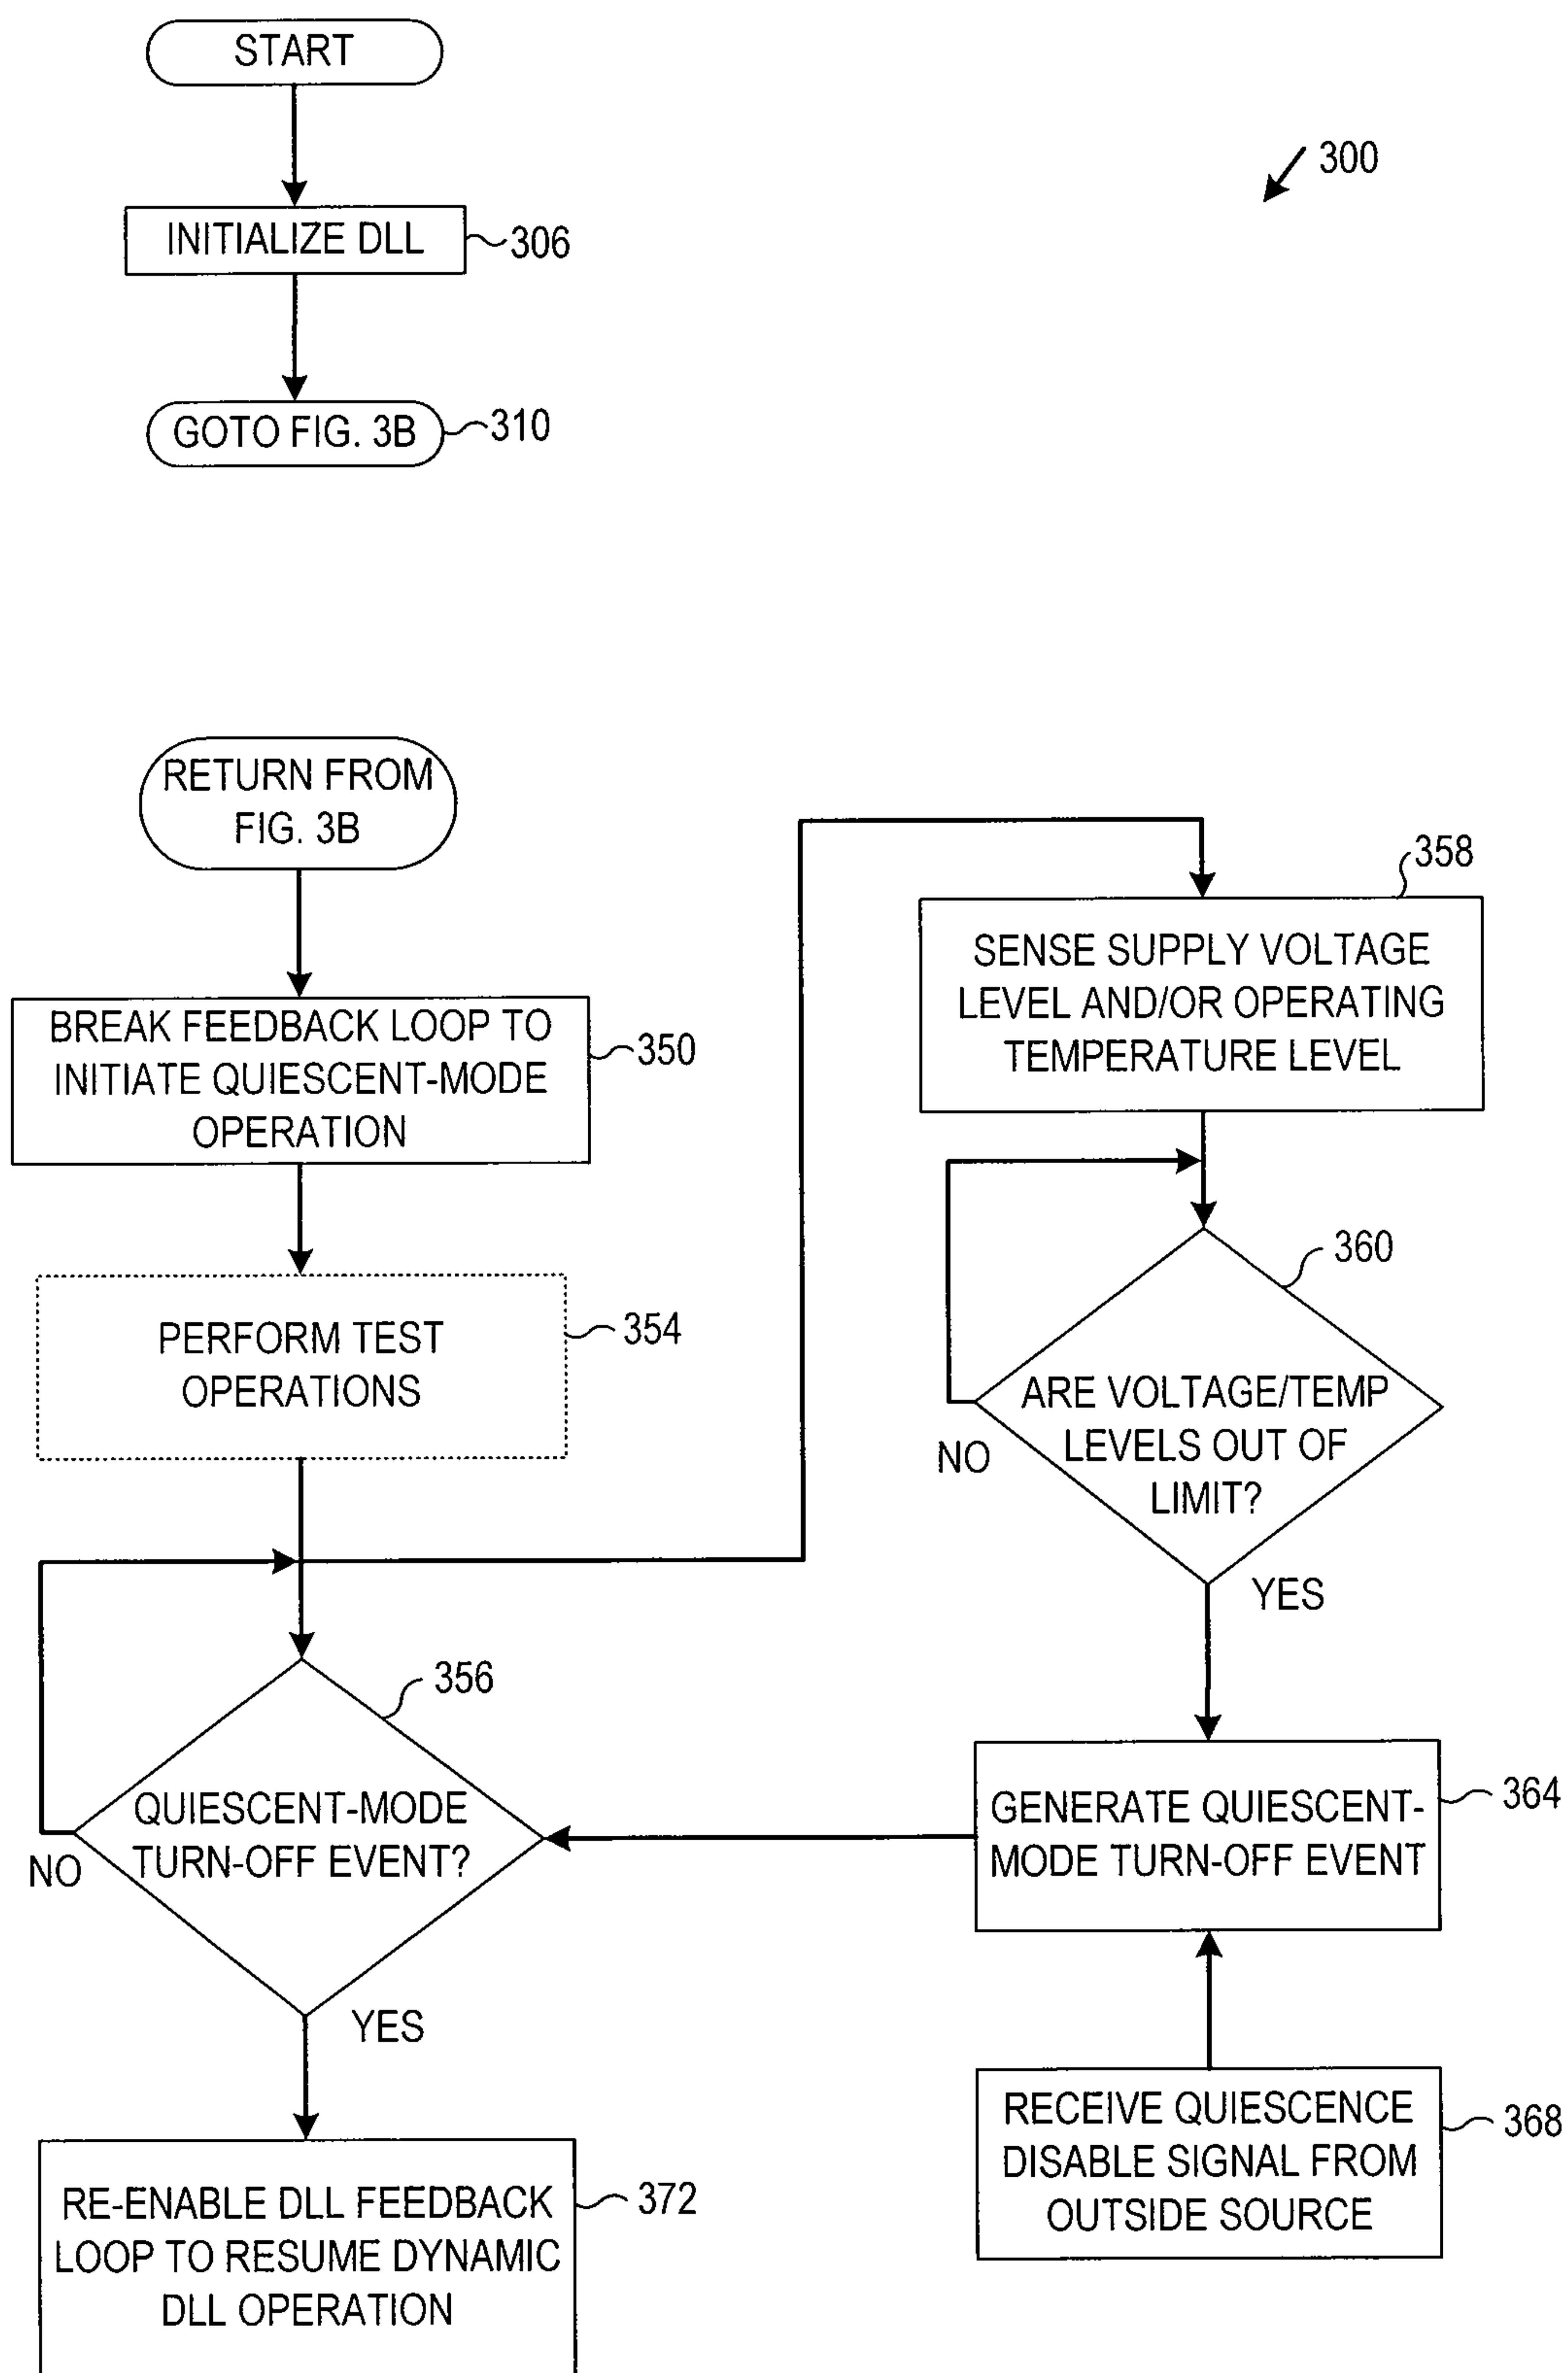 START
300
INITIALIZE DLL
306
GOTO FIG. 3B
310
RETURN FROM
FIG. 3B
BREAK FEEDBACK LOOP TO
INITIATE QUIESCENT-MODE
OPERATION
350
PERFORM TEST
OPERATIONS
354
358
SENSE SUPPLY VOLTAGE
LEVEL AND/OR OPERATING
TEMPERATURE LEVEL
360
ARE VOLTAGE/TEMP
LEVELS OUT OF
LIMIT?
NO
YES
356
QUIESCENT-MODE
TURN-OFF EVENT?
NO
YES
GENERATE QUIESCENT-
MODE TURN-OFF EVENT
364
RECEIVE QUIESCENCE
DISABLE SIGNAL FROM
OUTSIDE SOURCE
368
RE-ENABLE DLL FEEDBACK
LOOP TO RESUME DYNAMIC
DLL OPERATION
372